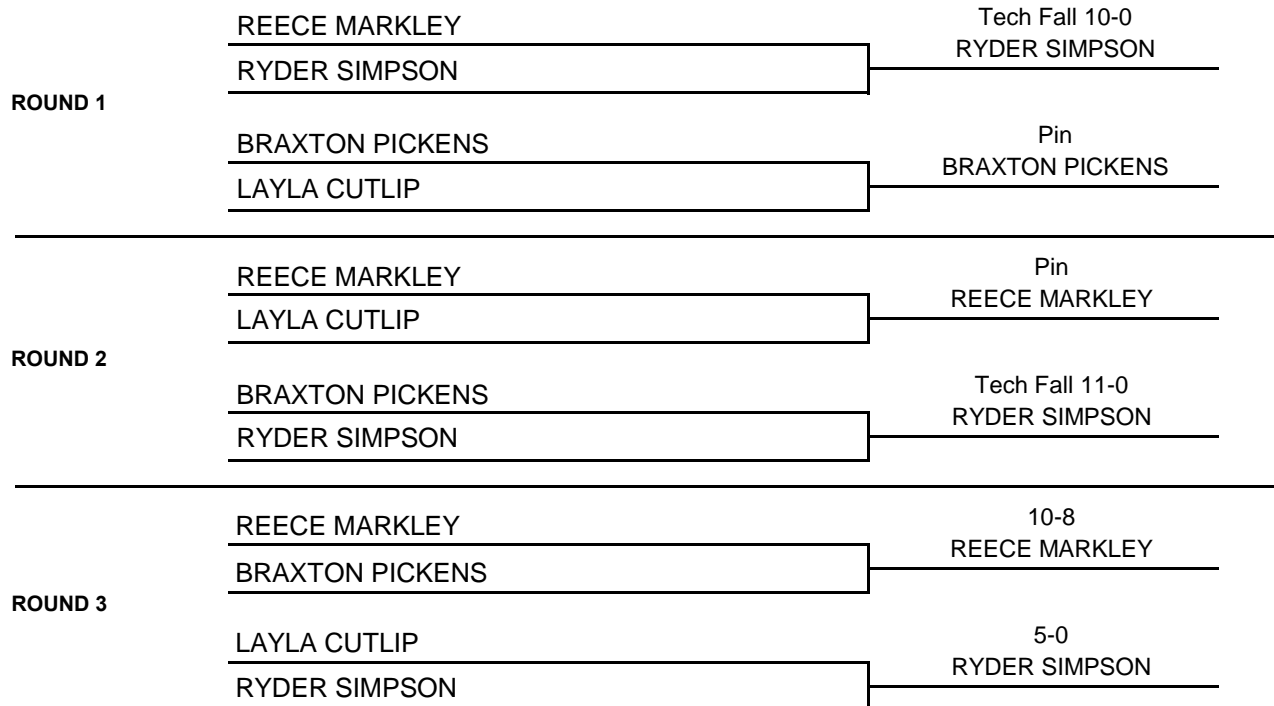 REECE MARKLEY
Tech Fall 10-0
RYDER SIMPSON
RYDER SIMPSON
ROUND 1
BRAXTON PICKENS
Pin
BRAXTON PICKENS
LAYLA CUTLIP
REECE MARKLEY
Pin
REECE MARKLEY
LAYLA CUTLIP
ROUND 2
BRAXTON PICKENS
Tech Fall 11-0
RYDER SIMPSON
RYDER SIMPSON
REECE MARKLEY
10-8
REECE MARKLEY
BRAXTON PICKENS
ROUND 3
LAYLA CUTLIP
5-0
RYDER SIMPSON
RYDER SIMPSON